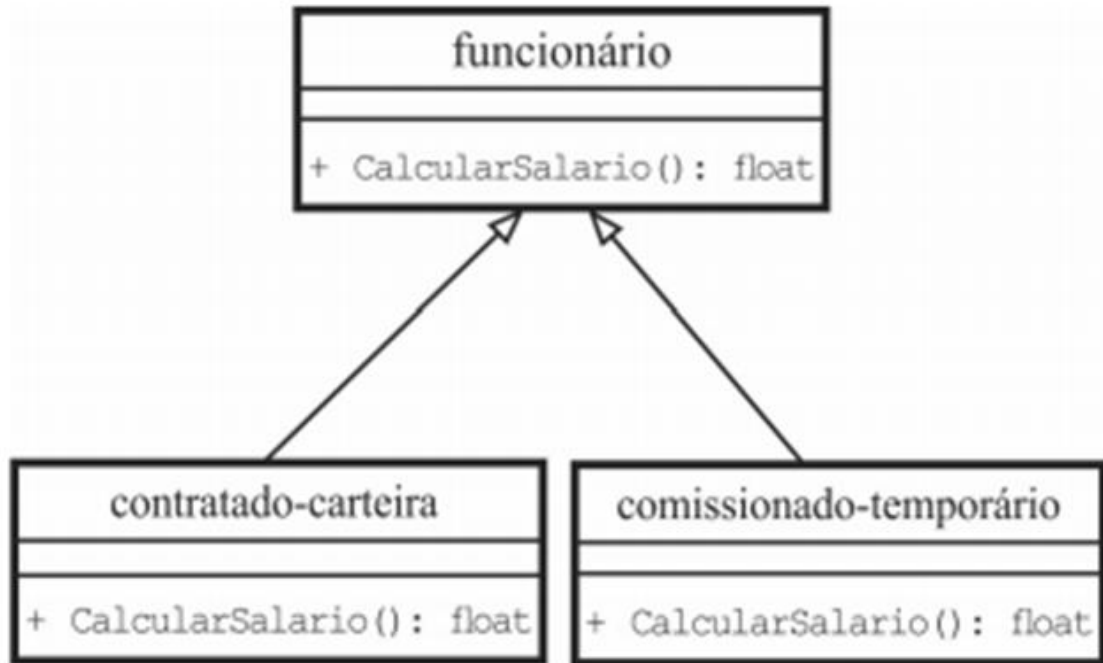 funcionário
+ CalcularSalario(): float
contratado-carteira
+ CalcularSalario(): float
comissionado-temporário
+ CalcularSalario(): float